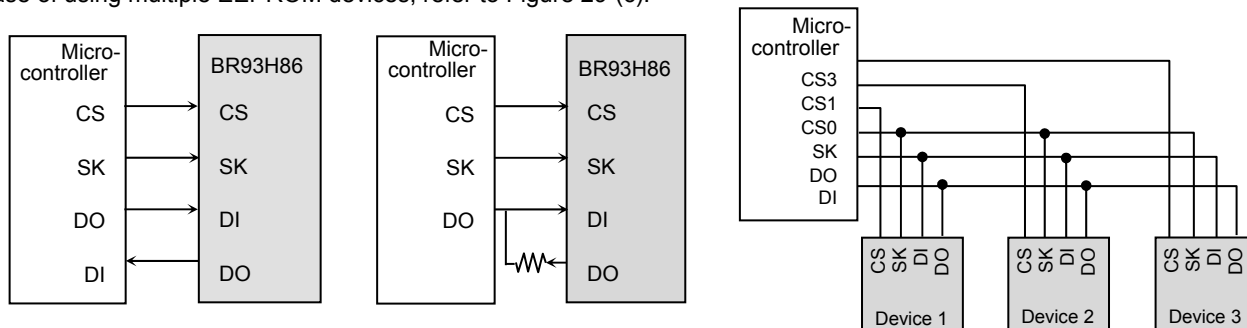 of using multiple EEPROM devices, refer to Figure
Micro-
controller
CS
SK
DO
DI
BR93H86
CS
SK
DI
DO
Micro-
controller
CS
SK
DO
BR93H86
CS
SK
DI
DO
Micro-
controller
CS3
CS1
CS0
SK
DO
DI
CS
SK
DI
DO
Device 1
CS
SK
DI
DO
Device 2
CS
SK
DI
DO
Device 3